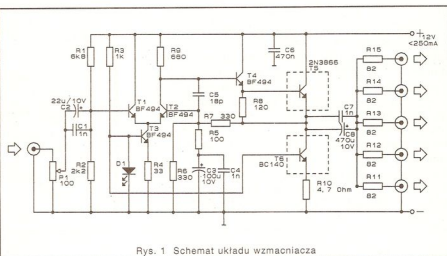 R1
6k8
R3
1k
R9
680
C6
470n
+
12V
<250mA
2N3866
T5
R15
82
T4
BF494
C5
18p
22u/10V
C2
T1
BF494
T2
BF494
R14
82
R8
120
C7
1n
R7 330
C1
1n
T3
BF494
R5
100
C8
470u
10V
R13
82
T6
BC140
R12
82
P1
100
R2
2k2
D1
R4
33
R6
330
C3
100u
10V
C4
1n
R10
4,7 Ohm
R11
82
−
Rys. 1 Schemat układu wzmacniacza